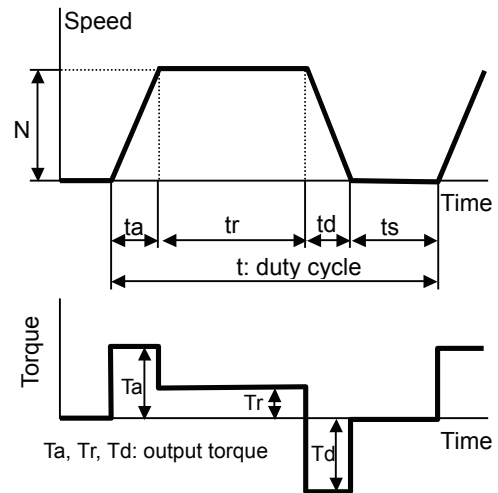 Speed
N
Time
ta tr td ts
t: duty cycle
Torque
Ta
Tr
Td
Time
Ta, Tr, Td: output torque